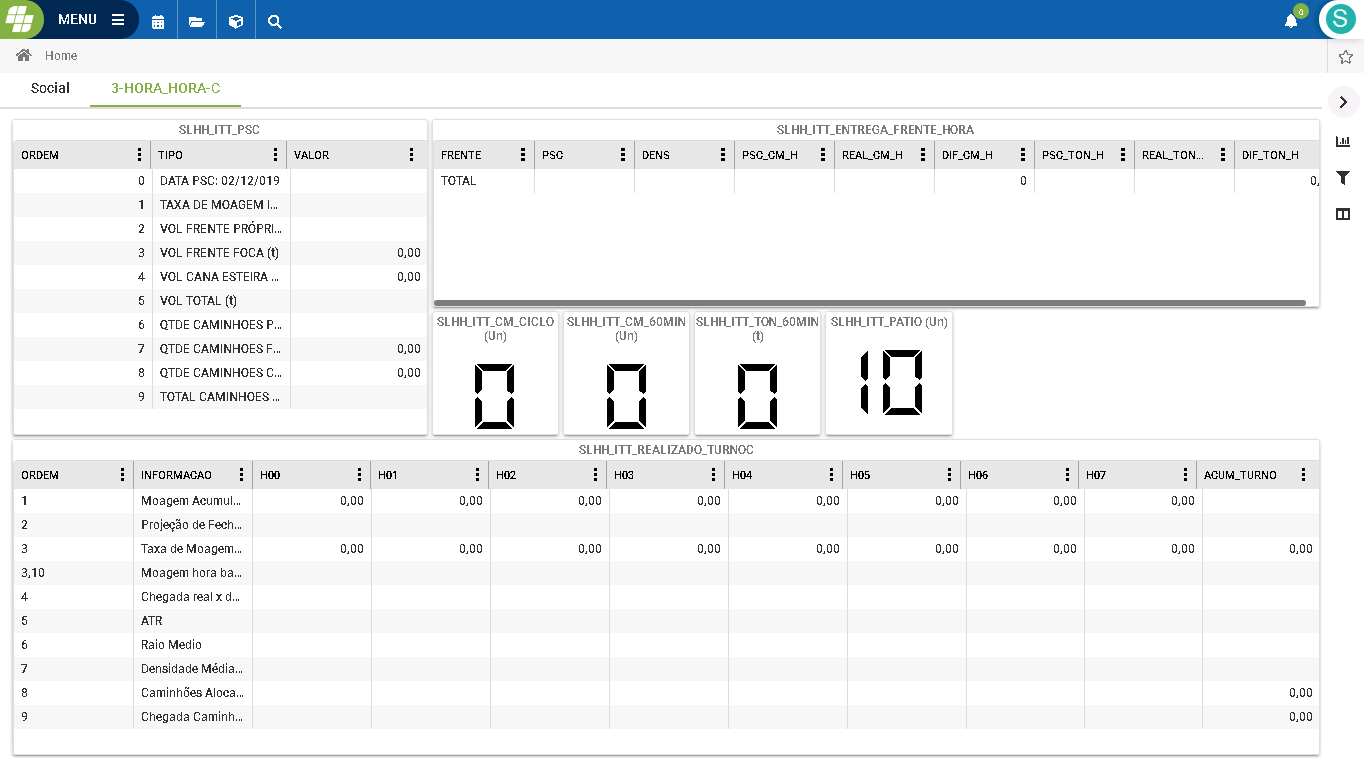 MENU
0
S
Home
Social 3-HORA_HORA-C
SLHH_ITT_PSC
ORDEM TIPO VALOR
0 DATA PSC: 02/12/019
1 TAXA DE MOAGEM I...
2 VOL FRENTE PRÓPRI...
3 VOL FRENTE FOCA (t) 0,00
4 VOL CANA ESTEIRA ... 0,00
5 VOL TOTAL (t)
6 QTDE CAMINHOES P...
7 QTDE CAMINHOES F... 0,00
8 QTDE CAMINHOES C... 0,00
9 TOTAL CAMINHOES ...
SLHH_ITT_ENTREGA_FRENTE_HORA
FRENTE PSC DENS PSC_CM_H REAL_CM_H DIF_CM_H PSC_TON_H REAL_TON... DIF_TON_H
TOTAL 0 0,
SLHH_ITT_CM_CICLO
(Un)
0
SLHH_ITT_CM_60MIN
(Un)
0
SLHH_ITT_TON_60MIN
(t)
0
SLHH_ITT_PATIO (Un)
10
SLHH_ITT_REALIZADO_TURNOC
ORDEM INFORMACAO H00 H01 H02 H03 H04 H05 H06 H07 ACUM_TURNO
1 Moagem Acumul... 0,00 0,00 0,00 0,00 0,00 0,00 0,00 0,00
2 Projeção de Fech...
3 Taxa de Moagem... 0,00 0,00 0,00 0,00 0,00 0,00 0,00 0,00 0,00
3,10 Moagem hora ba...
4 Chegada real x d...
5 ATR
6 Raio Medio
7 Densidade Média...
8 Caminhões Aloca... 0,00
9 Chegada Caminh... 0,00